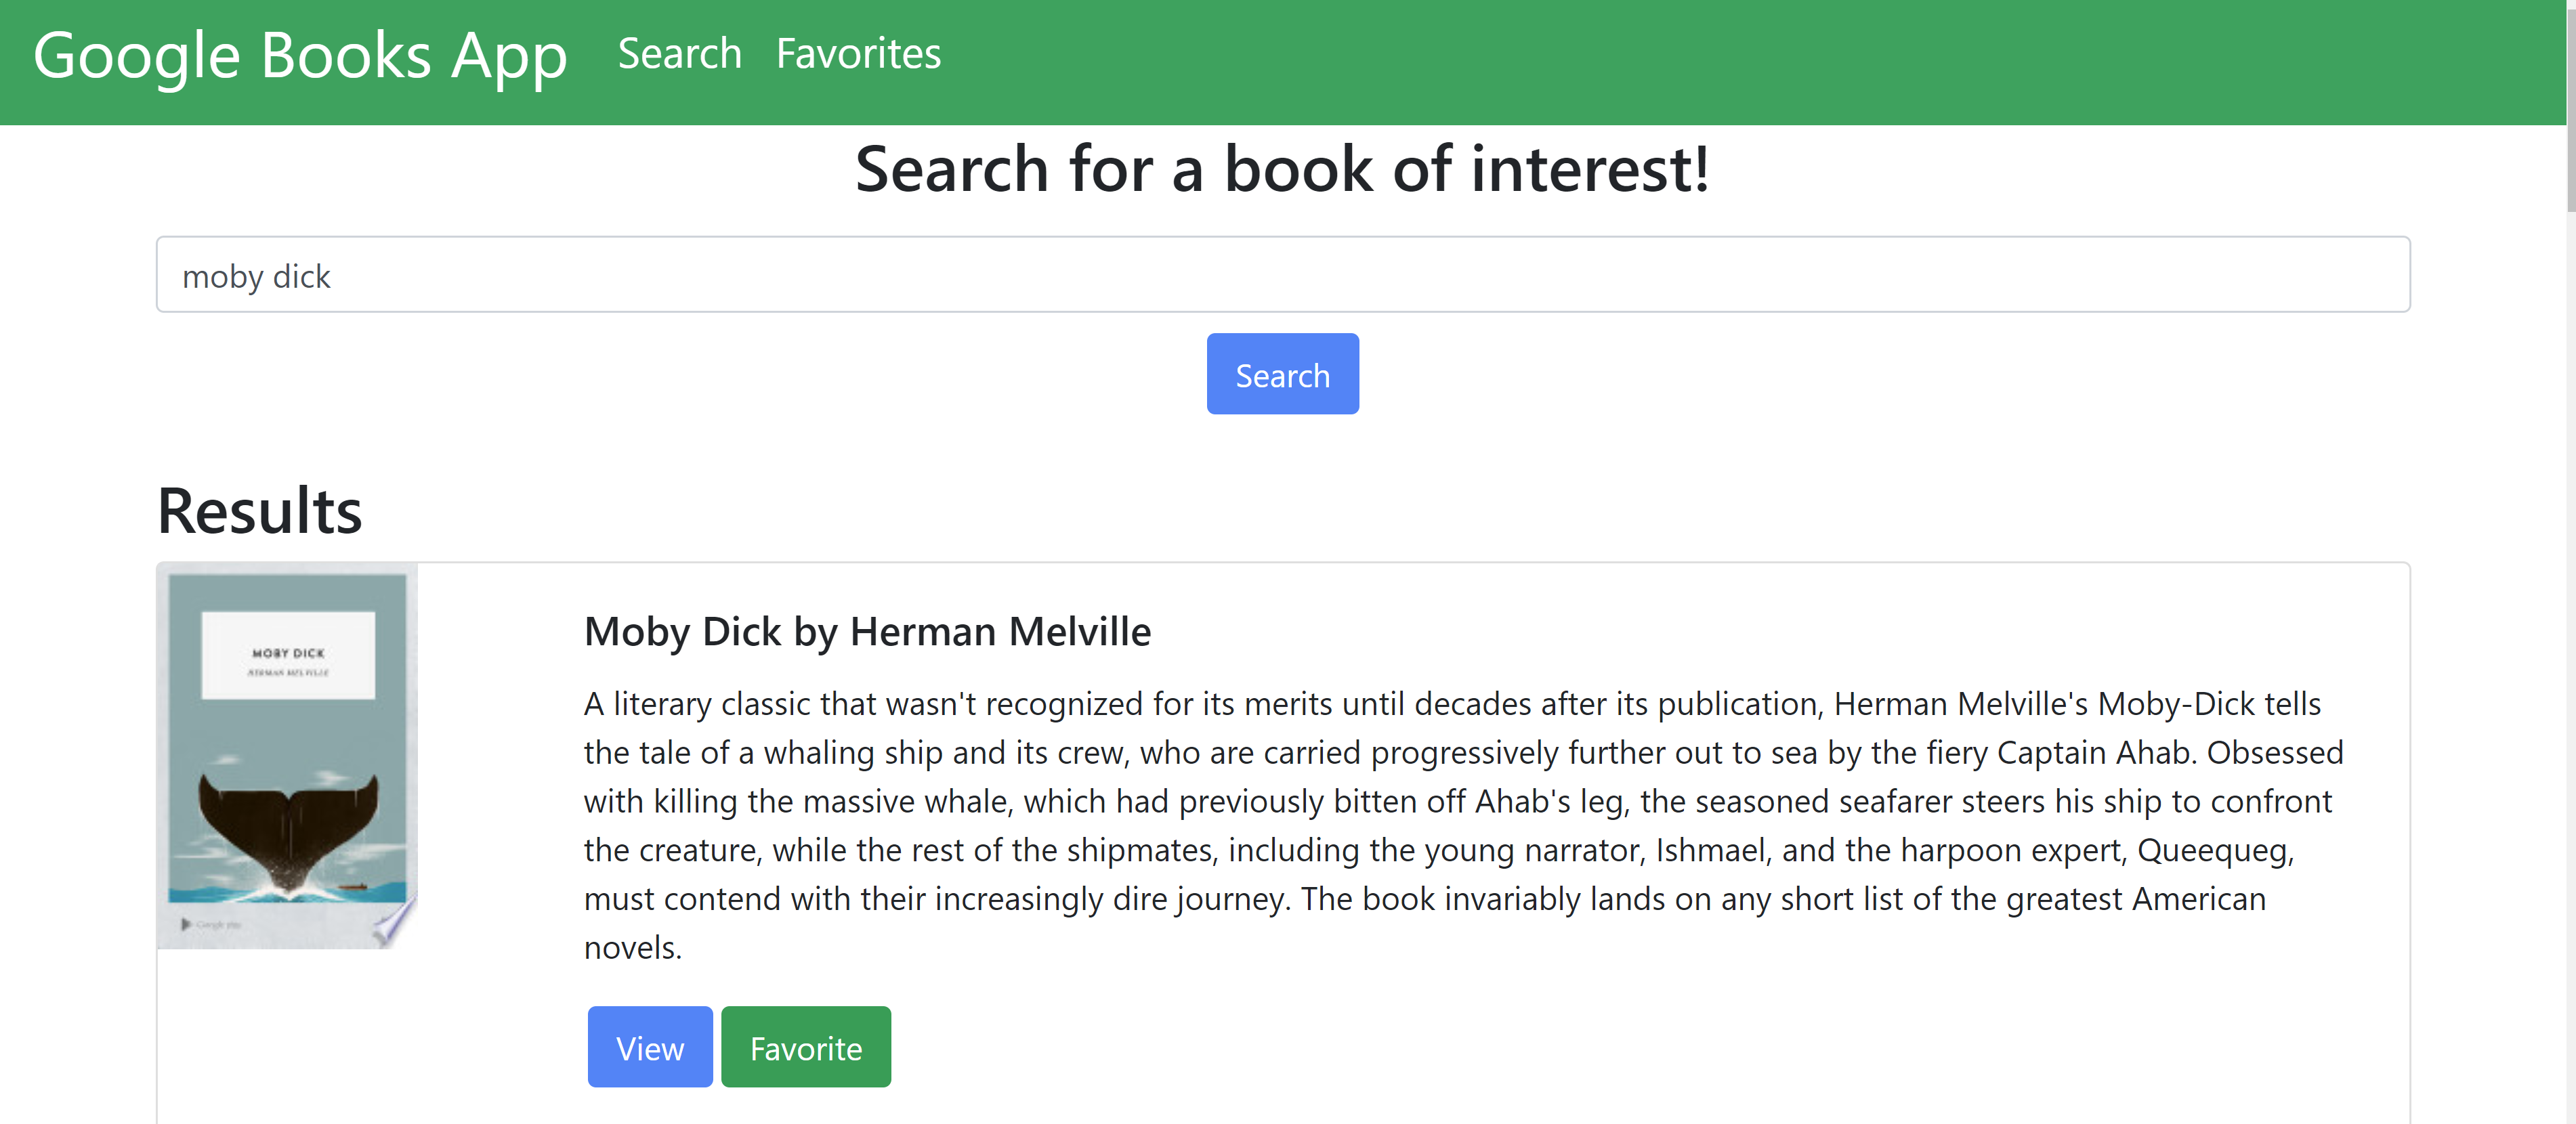 Google Books App Search Favorites
Search for a book of interest!
moby dick
Search
Results
MOBY DICK
HERMAN MELVILLE
Google play
Moby Dick by Herman Melville
A literary classic that wasn't recognized for its merits until decades after its publication, Herman Melville's Moby-Dick tells
the tale of a whaling ship and its crew, who are carried progressively further out to sea by the fiery Captain Ahab. Obsessed
with killing the massive whale, which had previously bitten off Ahab's leg, the seasoned seafarer steers his ship to confront
the creature, while the rest of the shipmates, including the young narrator, Ishmael, and the harpoon expert, Queequeg,
must contend with their increasingly dire journey. The book invariably lands on any short list of the greatest American
novels.
View Favorite